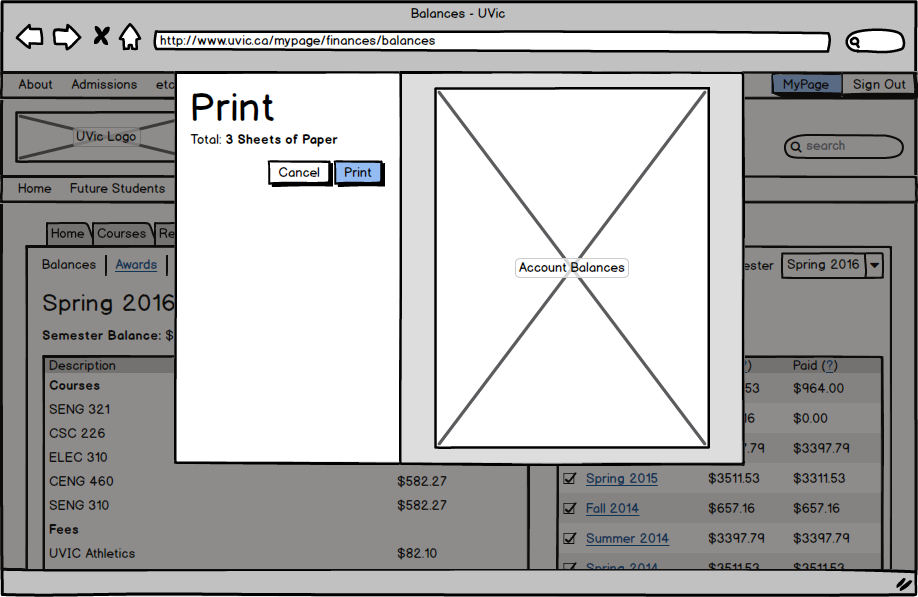 Balances - UVic
http://www.uvic.ca/mypage/finances/balances
About Admissions etc MyPage Sign Out
UVic Logo search
Home Future Students
Home Courses Re
Balances Awards ester Spring 2016
Spring 2016
Semester Balance: $
Print
Total: 3 Sheets of Paper
Cancel Print
Account Balances
Description
Courses
SENG 321
CSC 226
ELEC 310
CENG 460 $582.27
SENG 310 $582.27
Fees
UVIC Athletics $82.10
?) Paid (?)
53 $964.00
16 $0.00
7.79 $3397.79
Spring 2015 $3511.53 $3311.53
Fall 2014 $657.16 $657.16
Summer 2014 $3397.79 $3397.79
Spring 2014 $3511.53 $3511.53